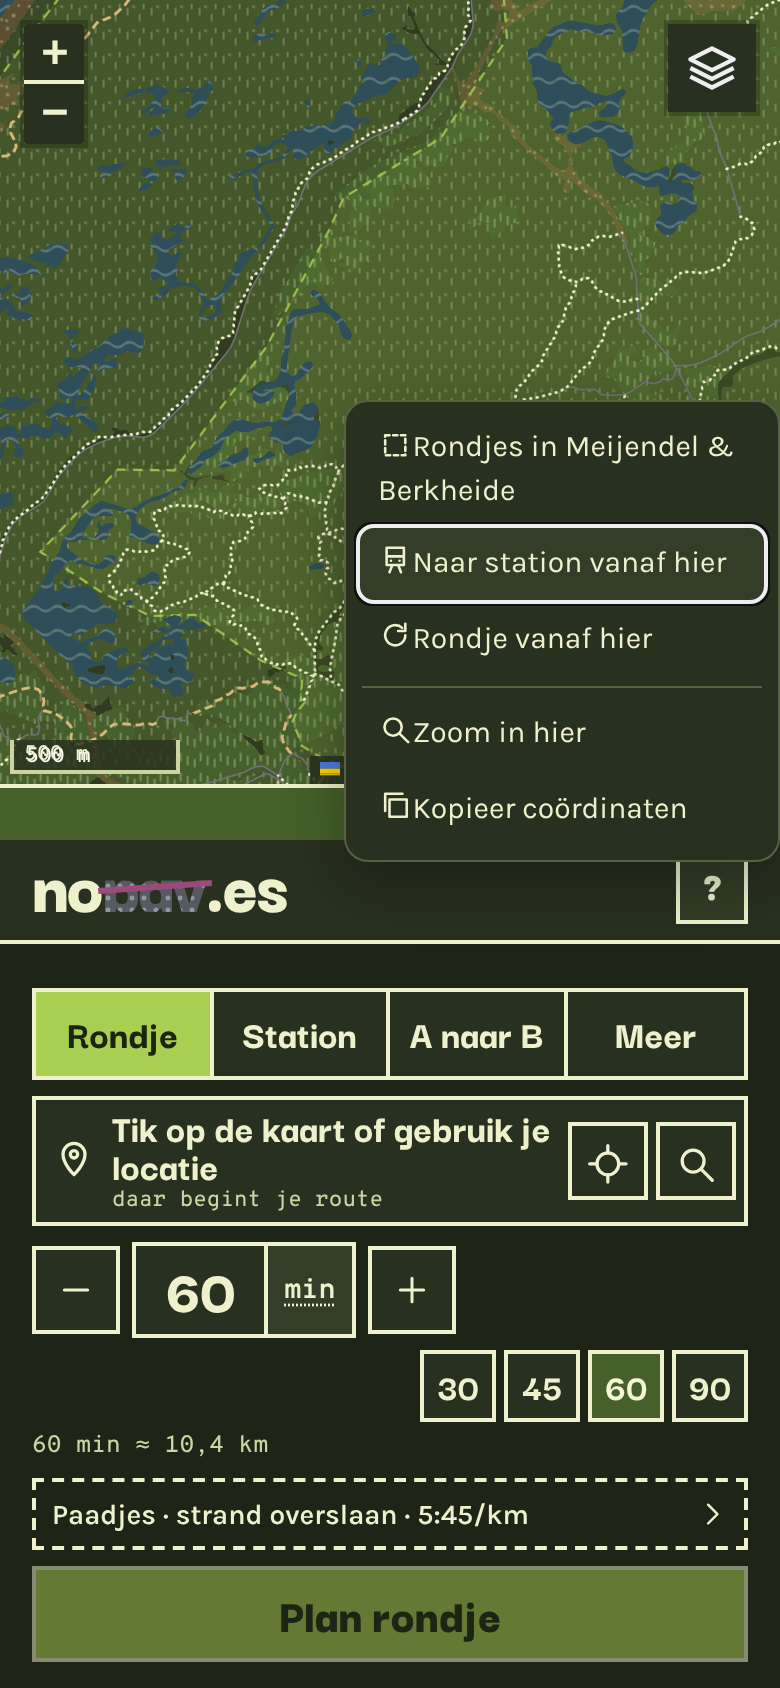 +
−
Rondjes in Meijendel &
Berkheide
Naar station vanaf hier
Rondje vanaf hier
Zoom in hier
Kopieer coördinaten
500 m
nopav.es
?
Rondje
Station
A naar B
Meer
Tik op de kaart of gebruik je
locatie
daar begint je route
−
60
min
+
30
45
60
90
60 min ≈ 10,4 km
Paadjes · strand overslaan · 5:45/km
Plan rondje